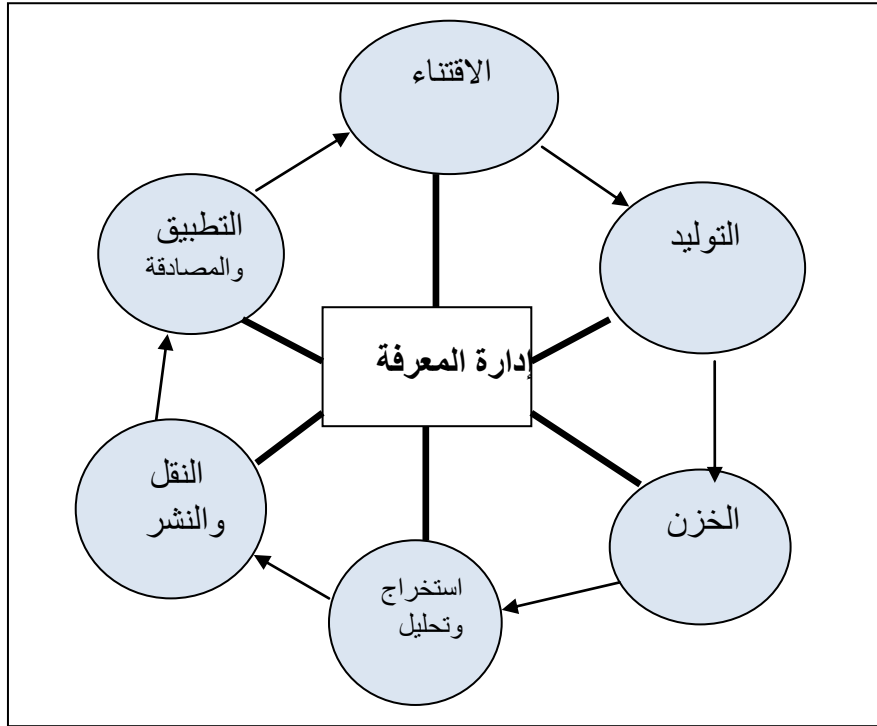 الاقتناء
التوليد
الخزن
استخراج
وتحليل
النقل
والنشر
التطبيق
والمصادقة
إدارة المعرفة